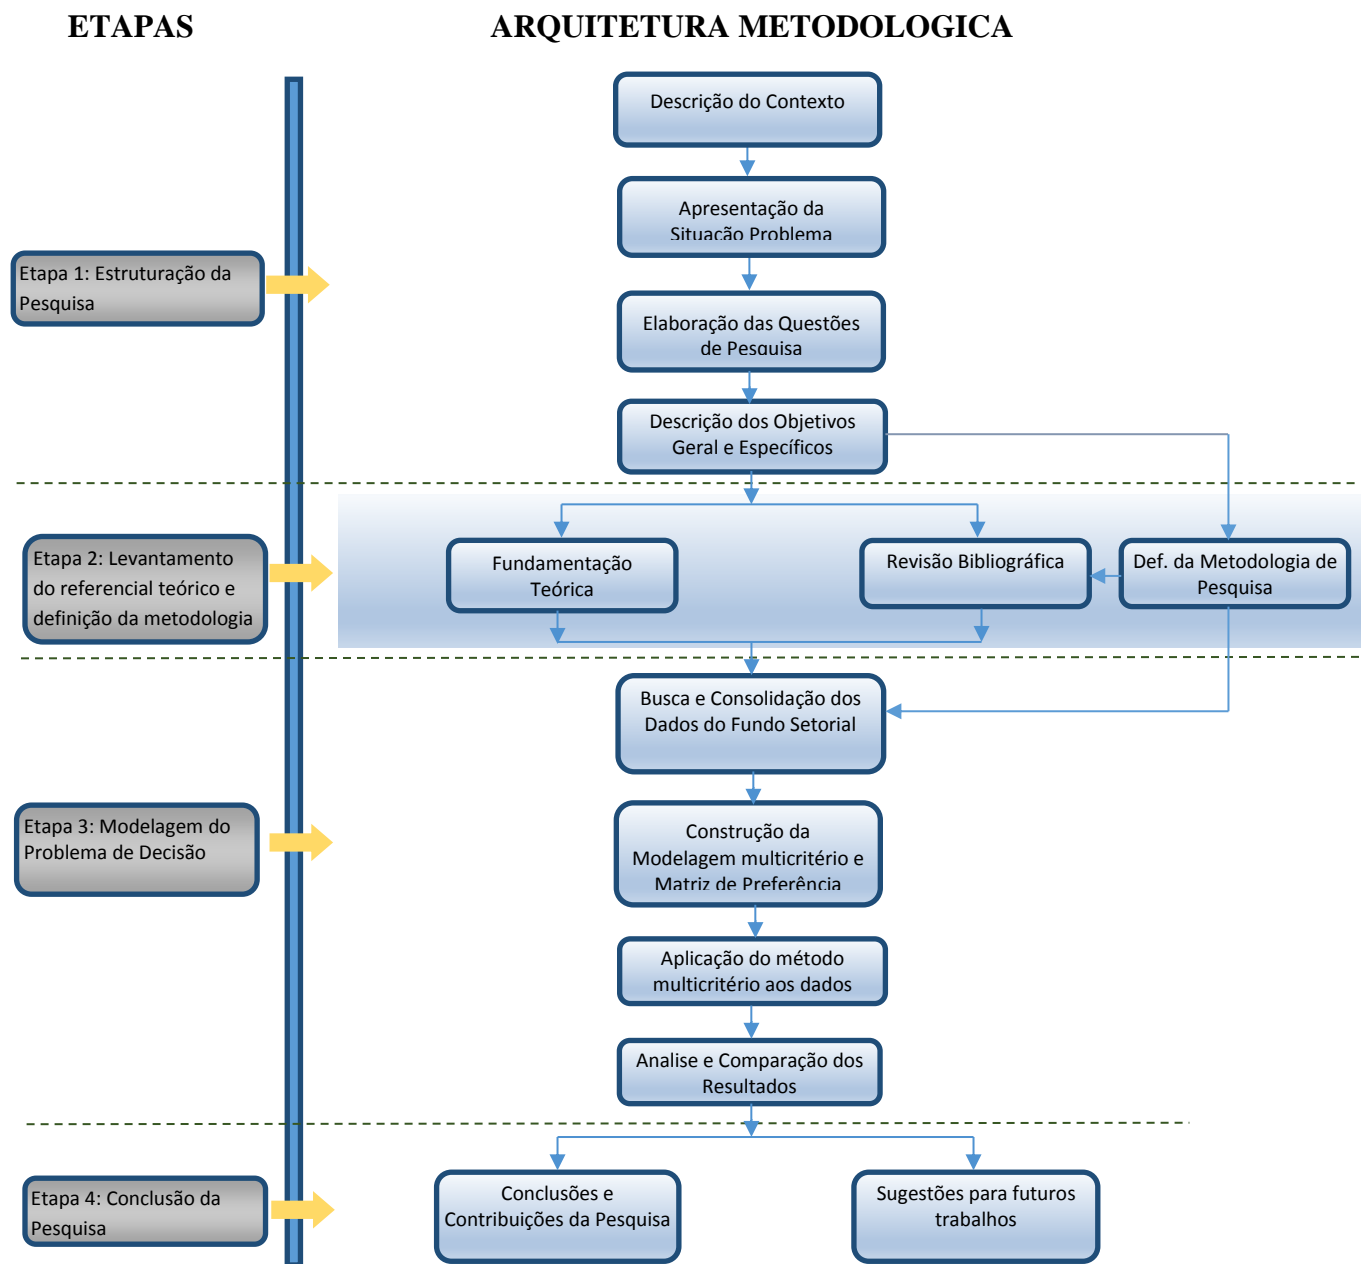 ETAPAS
ARQUITETURA METODOLOGICA
Descrição do Contexto
Apresentação da
Situação Problema
Etapa 1: Estruturação da
Pesquisa
Elaboração das Questões
de Pesquisa
Descrição dos Objetivos
Geral e Específicos
Etapa 2: Levantamento
do referencial teórico e
definição da metodologia
Fundamentação
Teórica
Revisão Bibliográfica
Def. da Metodologia de
Pesquisa
Busca e Consolidação dos
Dados do Fundo Setorial
Etapa 3: Modelagem do
Problema de Decisão
Construção da
Modelagem multicritério e
Matriz de Preferência
Aplicação do método
multicritério aos dados
Analise e Comparação dos
Resultados
Etapa 4: Conclusão da
Pesquisa
Conclusões e
Contribuições da Pesquisa
Sugestões para futuros
trabalhos